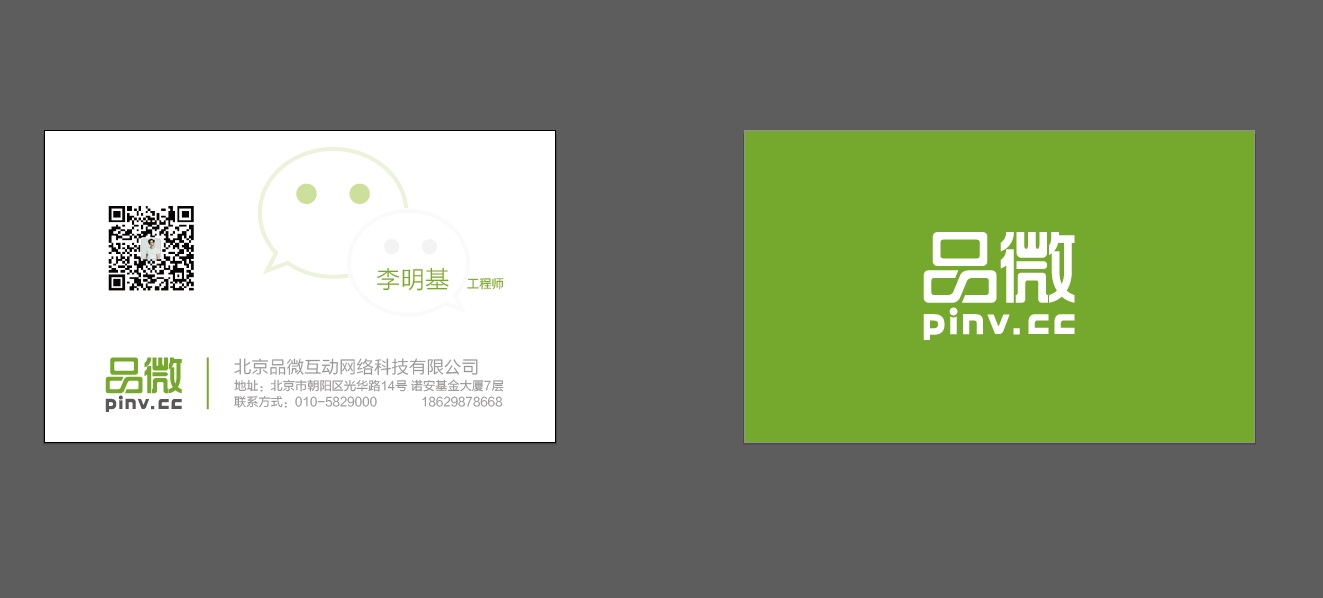 李明基 工程师
品微
pinv.cc
北京品微互动网络科技有限公司
地址：北京市朝阳区光华路14号 诺安基金大厦7层
联系方式：010-5829000 18629878668
品微
pinv.cc